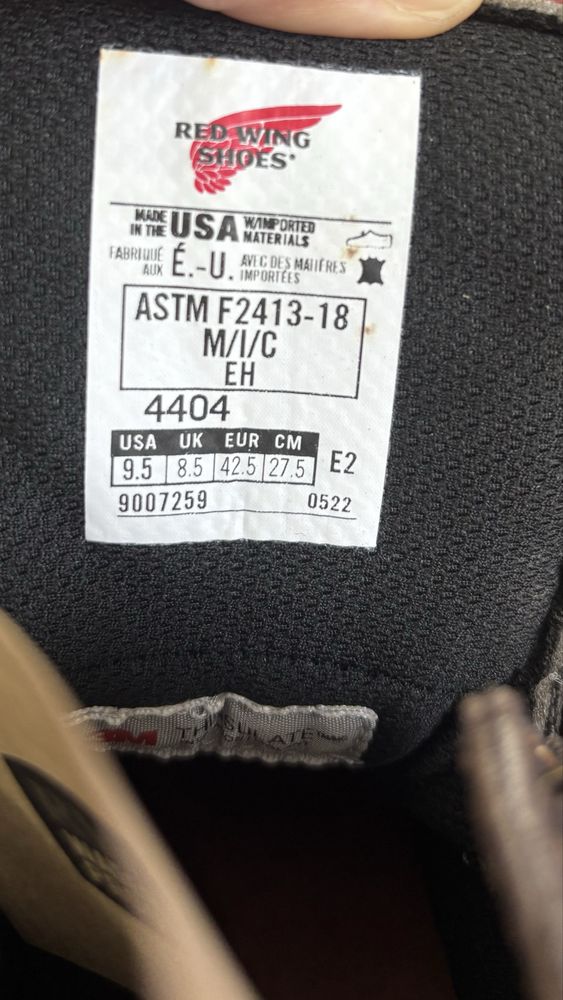 RED WING
SHOES®
MADE IN THE USA W/IMPORTED MATERIALS
FABRIQUÉ AUX É.-U. AVEC DES MATIÈRES IMPORTÉES
ASTM F2413-18
M/I/C
EH
4404
USA UK EUR CM
9.5 8.5 42.5 27.5 E2
9007259 0522
3M THINSULATE